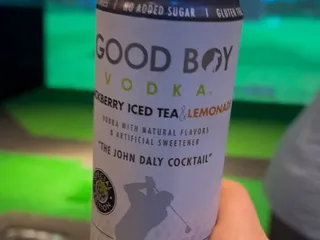 NO ADDED SUGAR | GLUTEN
GOOD BOY
VODKA
BERRY ICED TEA & LEMONADE
VODKA WITH NATURAL FLAVORS
& ARTIFICIAL SWEETENER
"THE JOHN DALY COCKTAIL"